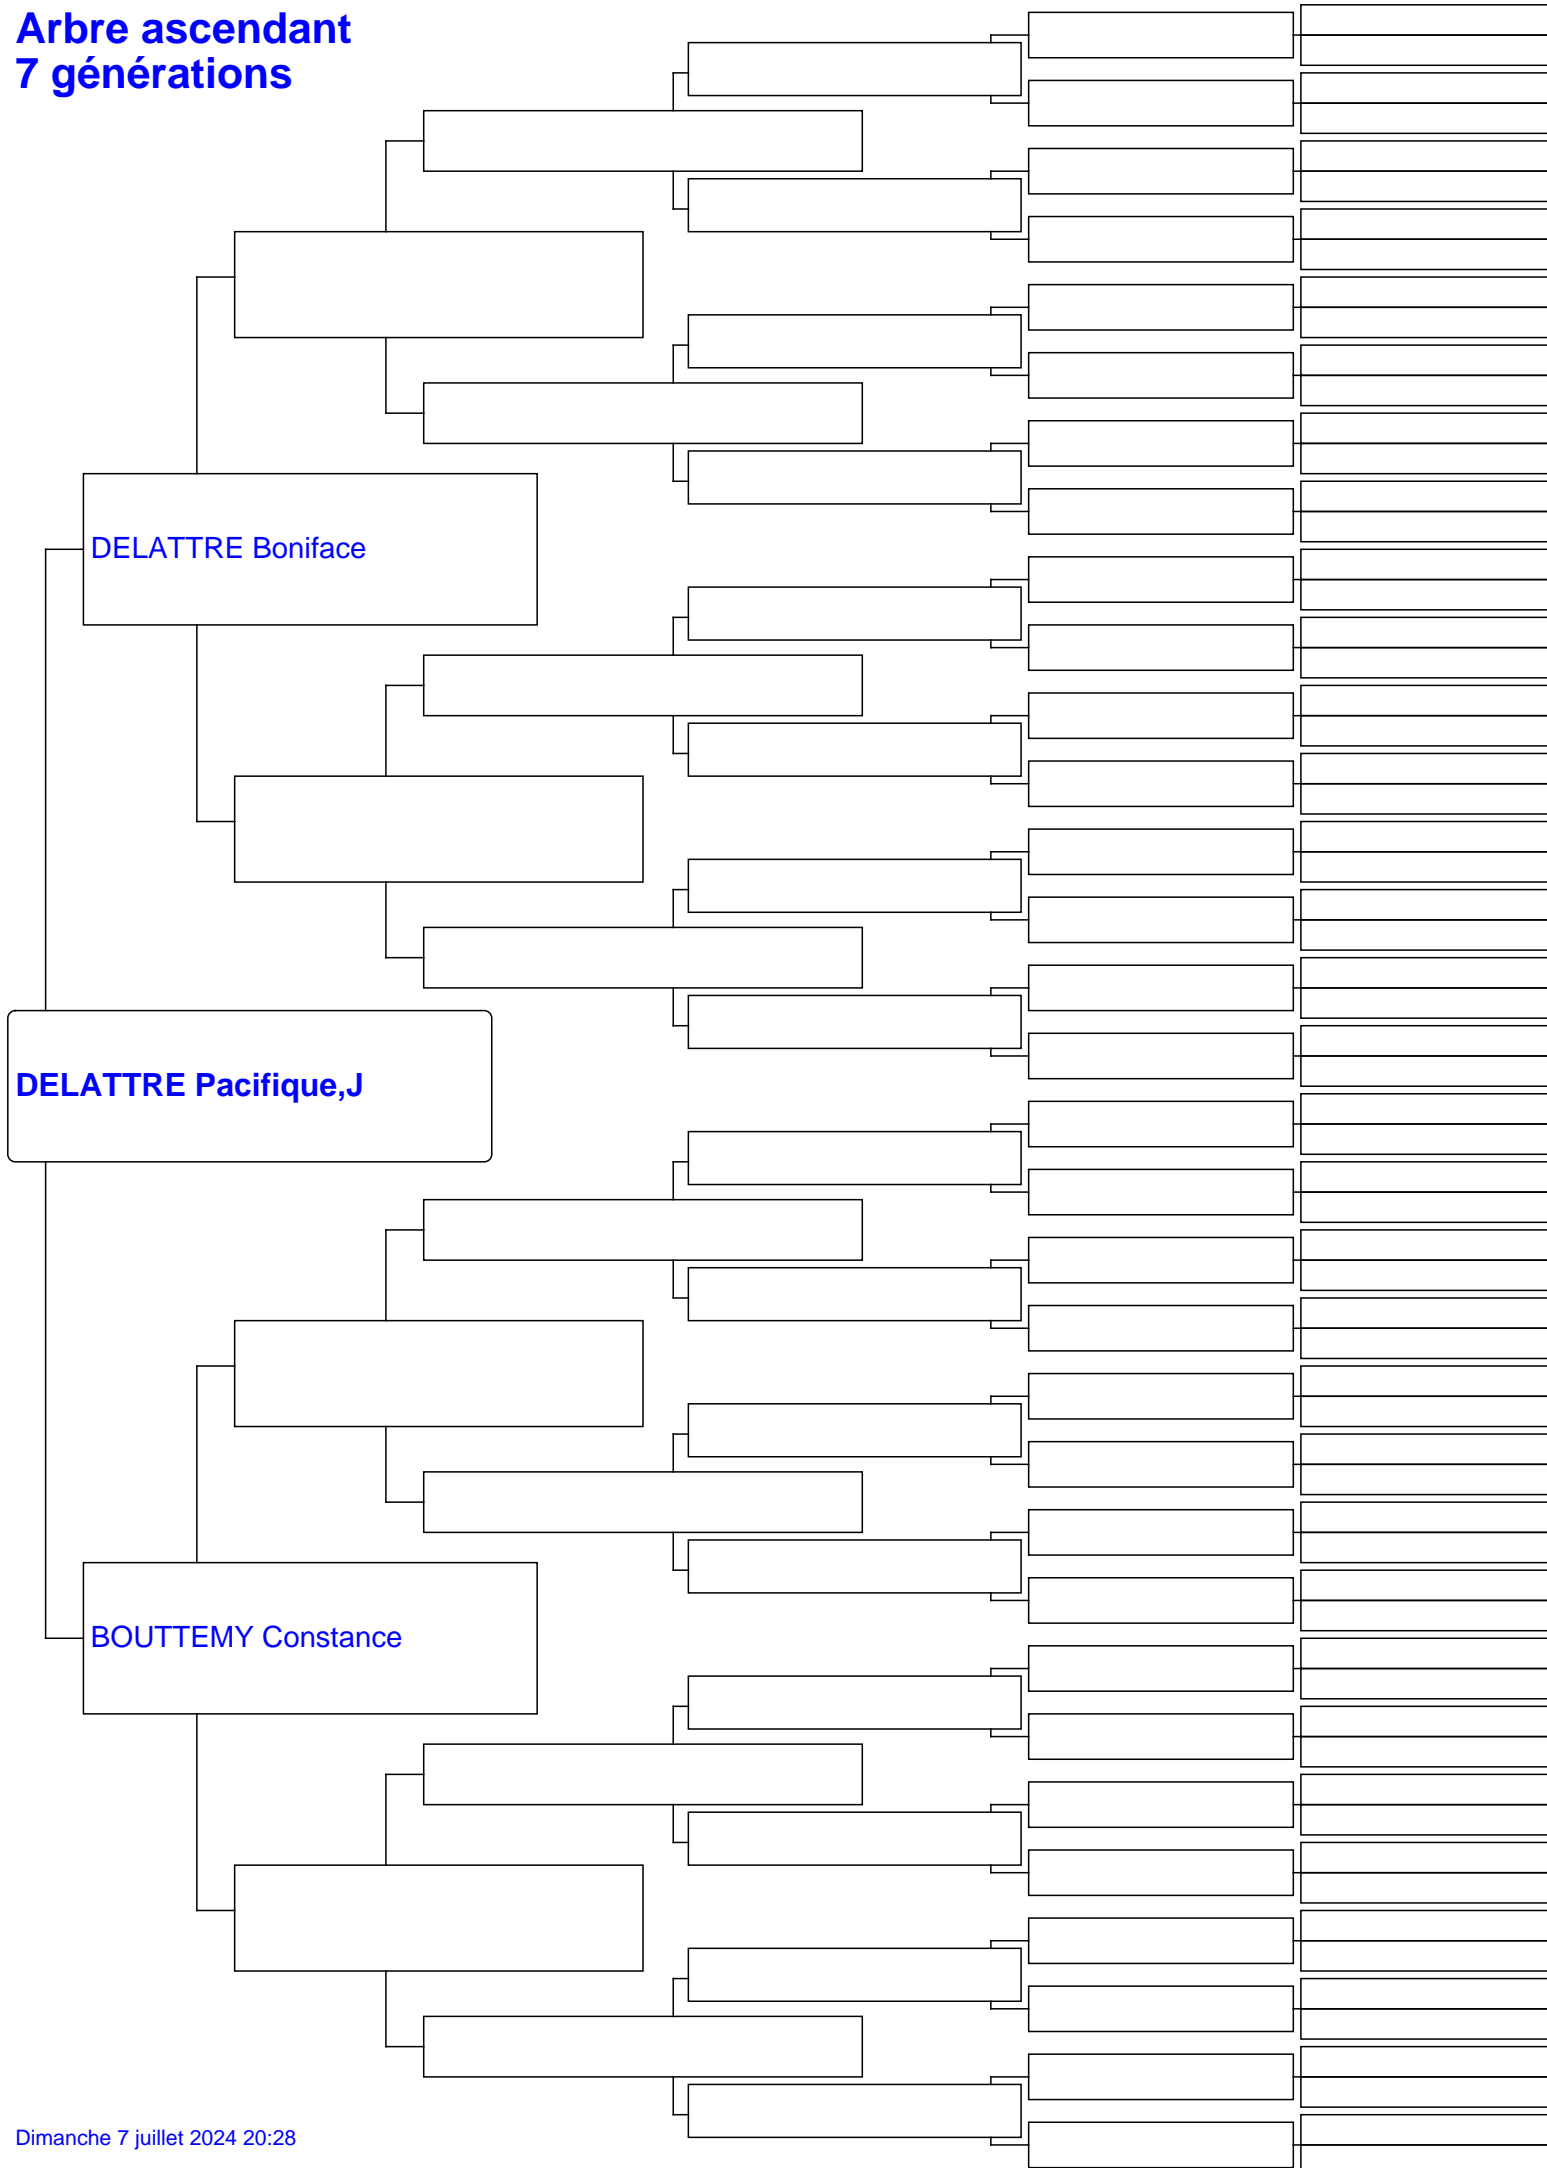 Arbre ascendant
7 générations
DELATTRE Boniface
DELATTRE Pacifique,J
BOUTTEMY Constance
Dimanche 7 juillet 2024 20:28